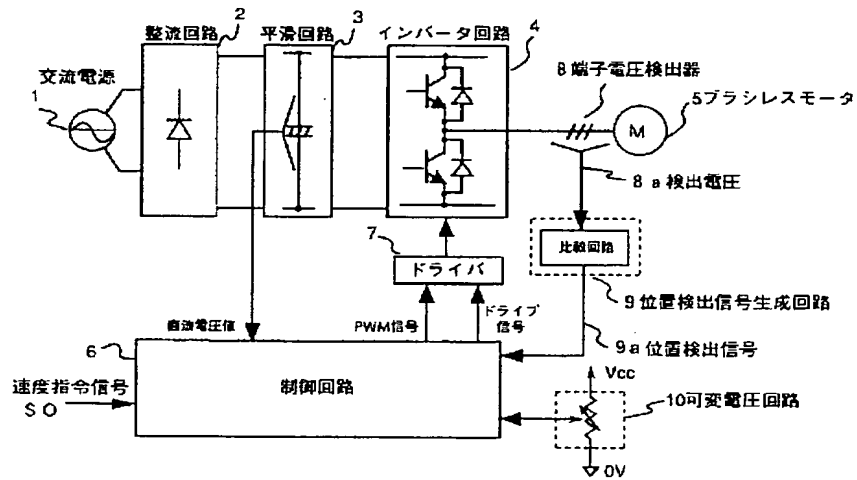 整流回路
2
平滑回路
3
インバータ回路
4
交流電源
1
8端子電圧検出器
5ブラシレスモータ
M
8a検出電圧
7
ドライバ
比較回路
9位置検出信号生成回路
直流電圧値
PWM信号
ドライブ
信号
9a位置検出信号
6
制御回路
速度指令信号
SO
Vcc
10可変電圧回路
0V